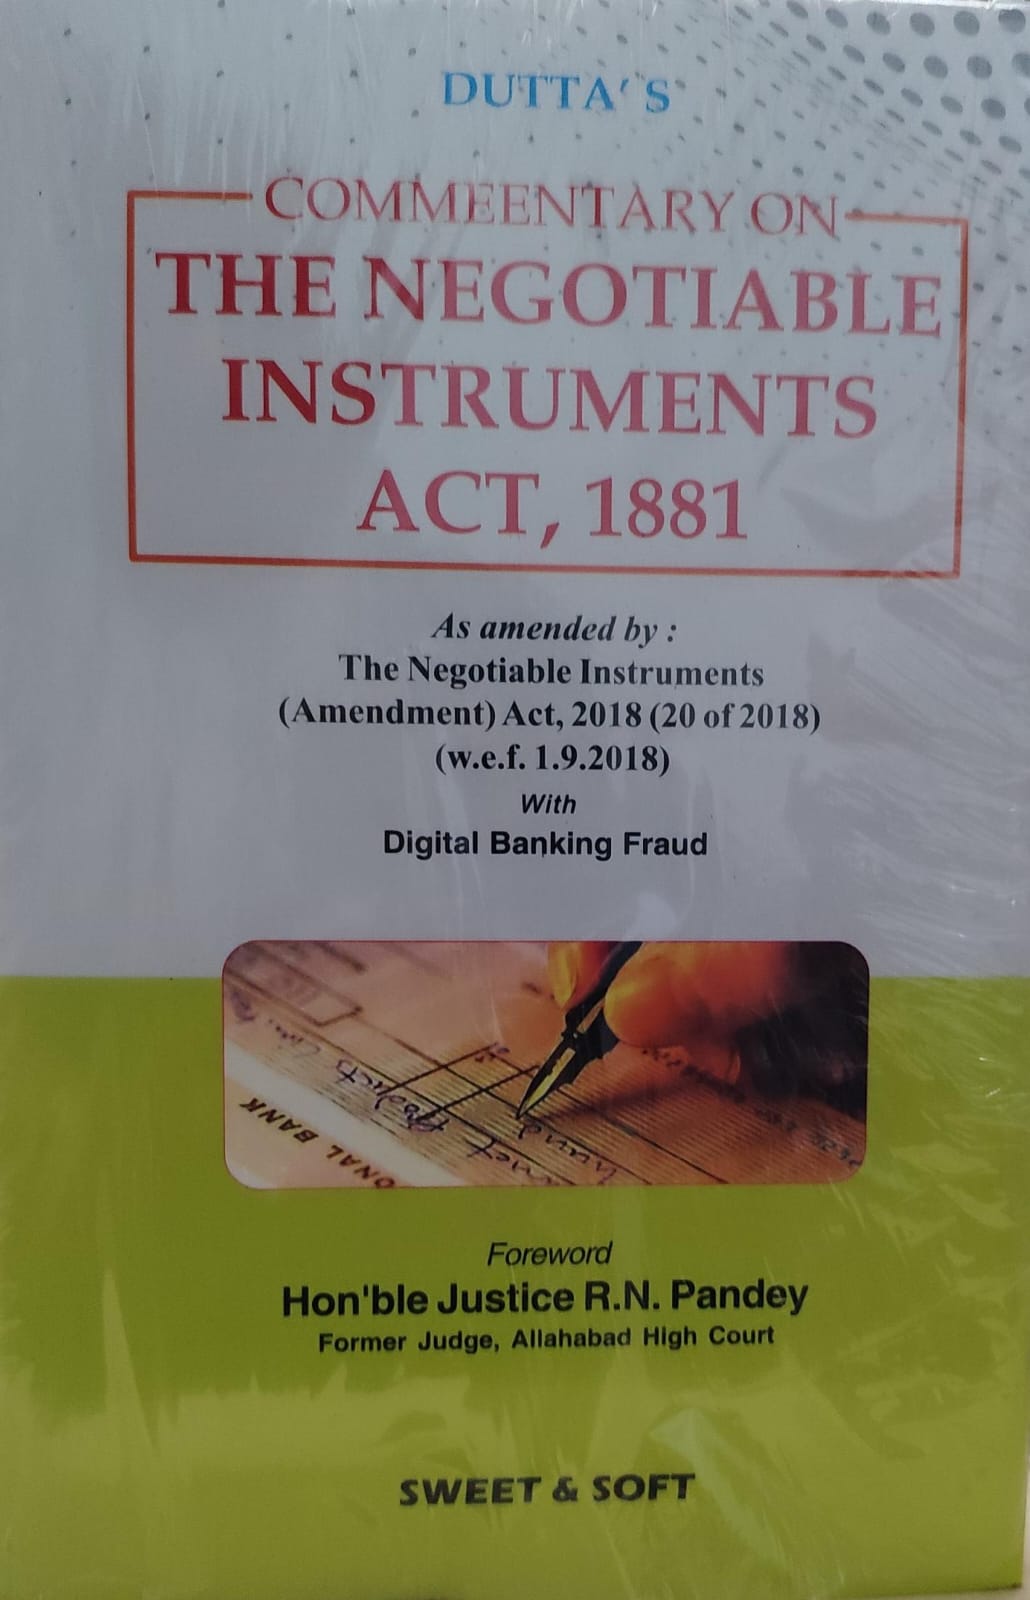 DUTTA'S
COMMEENTARY ON
THE NEGOTIABLE
INSTRUMENTS
ACT, 1881
As amended by :
The Negotiable Instruments
(Amendment) Act, 2018 (20 of 2018)
(w.e.f. 1.9.2018)
With
Digital Banking Fraud
ONAL BANK
Foreword
Hon'ble Justice R.N. Pandey
Former Judge, Allahabad High Court
SWEET & SOFT